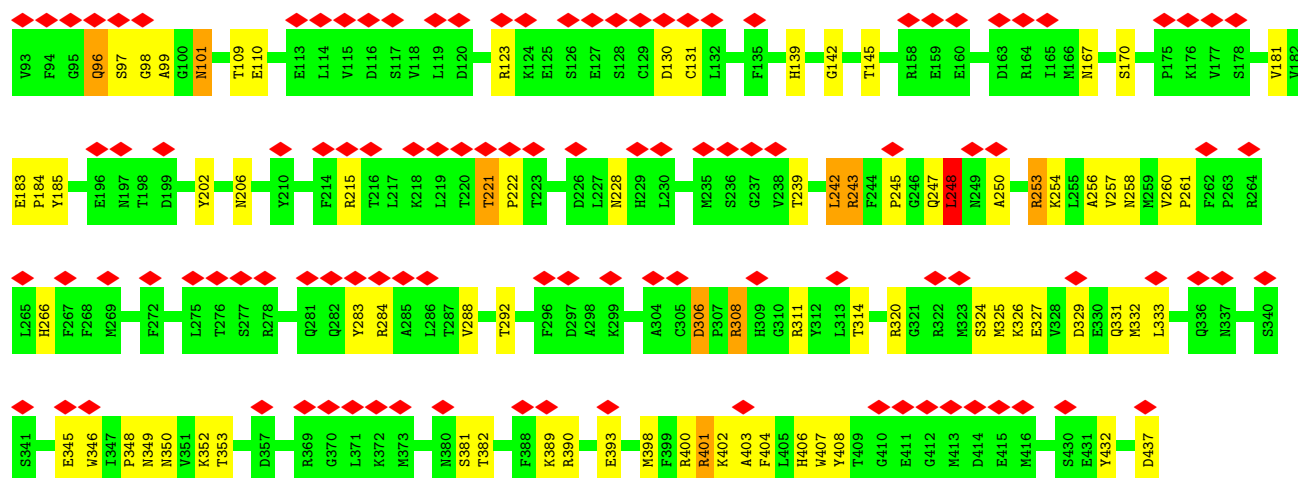 V93 F94 G95 Q96 S97 G98 A99 G100 N101 T109 E110 E113 L114 V115 D116 S117 V118 L119 D120 R123 K124 E125 S126 E127 S128 C129 D130 C131 L132 F135 H139 G142 T145 R158 E159 E160 D163 R164 I165 M166 N167 S170 P175 K176 V177 S178 V181 V182
E183 P184 Y185 E196 N197 T198 D199 Y202 N206 Y210 F214 R215 T216 L217 K218 L219 T220 T221 P222 T223 D226 L227 N228 H229 L230 M235 S236 G237 V238 T239 L242 R243 F244 P245 G246 Q247 L248 N249 A250 R253 K254 L255 A256 V257 N258 M259 V260 P261 F262 P263 R264
L265 H266 F267 F268 M269 F272 L275 T276 S277 R278 Q281 Q282 Y283 R284 A285 L286 T287 V288 T292 F296 D297 A298 K299 A304 C305 D306 P307 R308 H309 G310 R311 Y312 L313 T314 R320 G321 R322 M323 S324 M325 K326 E327 V328 D329 E330 Q331 M332 L333 Q336 N337 S340
S341 E345 W346 I347 P348 N349 N350 V351 K352 T353 D357 R369 G370 L371 K372 M373 N380 S381 T382 F388 K389 R390 E393 M398 F399 R400 R401 K402 A403 F404 L405 H406 W407 Y408 T409 G410 E411 G412 M413 D414 E415 M416 S430 E431 Y432 D437